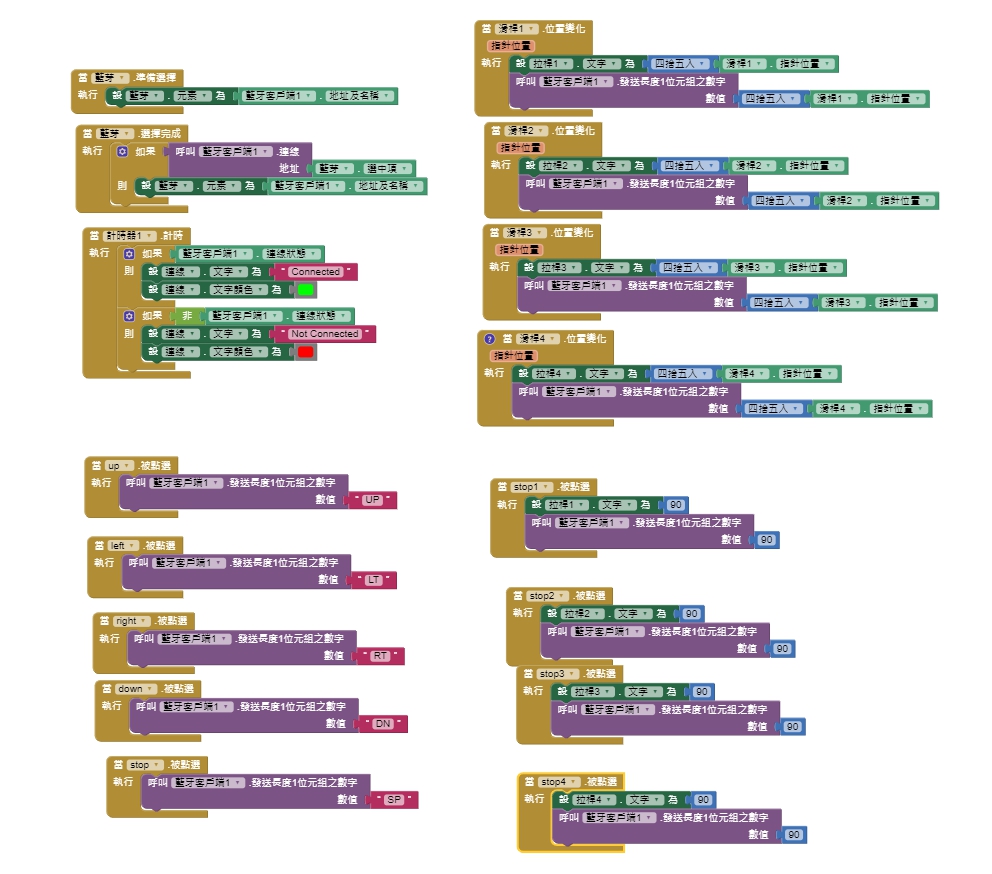 當 藍芽 .準備選擇
執行 設 藍芽 . 元素 為 藍牙客戶端1 . 地址及名稱
當 藍芽 .選擇完成
執行 如果 呼叫 藍牙客戶端1 .連線
地址 藍芽 . 選中項
則 設 藍芽 . 元素 為 藍牙客戶端1 . 地址及名稱
當 計時器1 .計時
執行 如果 藍牙客戶端1 . 連線狀態
則 設 連線 . 文字 為 " Connected "
設 連線 . 文字顏色 為
如果 非 藍牙客戶端1 . 連線狀態
則 設 連線 . 文字 為 " Not Connected "
設 連線 . 文字顏色 為
當 up .被點選
執行 呼叫 藍牙客戶端1 .發送長度1位元組之數字
數值 " UP "
當 left .被點選
執行 呼叫 藍牙客戶端1 .發送長度1位元組之數字
數值 " LT "
當 right .被點選
執行 呼叫 藍牙客戶端1 .發送長度1位元組之數字
數值 " RT "
當 down .被點選
執行 呼叫 藍牙客戶端1 .發送長度1位元組之數字
數值 " DN "
當 stop .被點選
執行 呼叫 藍牙客戶端1 .發送長度1位元組之數字
數值 " SP "
當 滑桿1 .位置變化
指針位置
執行 設 拉桿1 . 文字 為 四捨五入 滑桿1 . 指針位置
呼叫 藍牙客戶端1 .發送長度1位元組之數字
數值 四捨五入 滑桿1 . 指針位置
當 滑桿2 .位置變化
指針位置
執行 設 拉桿2 . 文字 為 四捨五入 滑桿2 . 指針位置
呼叫 藍牙客戶端1 .發送長度1位元組之數字
數值 四捨五入 滑桿2 . 指針位置
當 滑桿3 .位置變化
指針位置
執行 設 拉桿3 . 文字 為 四捨五入 滑桿3 . 指針位置
呼叫 藍牙客戶端1 .發送長度1位元組之數字
數值 四捨五入 滑桿3 . 指針位置
? 當 滑桿4 .位置變化
指針位置
執行 設 拉桿4 . 文字 為 四捨五入 滑桿4 . 指針位置
呼叫 藍牙客戶端1 .發送長度1位元組之數字
數值 四捨五入 滑桿4 . 指針位置
當 stop1 .被點選
執行 設 拉桿1 . 文字 為 90
呼叫 藍牙客戶端1 .發送長度1位元組之數字
數值 90
當 stop2 .被點選
執行 設 拉桿2 . 文字 為 90
呼叫 藍牙客戶端1 .發送長度1位元組之數字
數值 90
當 stop3 .被點選
執行 設 拉桿3 . 文字 為 90
呼叫 藍牙客戶端1 .發送長度1位元組之數字
數值 90
當 stop4 .被點選
執行 設 拉桿4 . 文字 為 90
呼叫 藍牙客戶端1 .發送長度1位元組之數字
數值 90